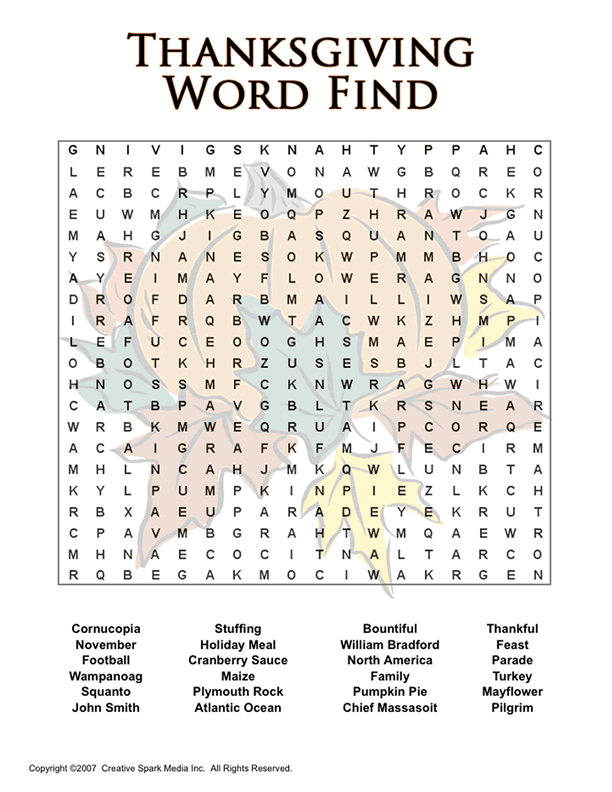 THANKSGIVING
WORD FIND
G N I V I G S K N A H T Y P P A H C
L E R E B M E V O N A W G B Q R E O
A C B C R P L Y M O U T H R O C K R
E U W M H K E O Q P Z H R A W J G N
M A H G J I G B A S Q U A N T O A U
Y S R N A N E S O K W P M M B H O C
A Y E I M A Y F L O W E R A G N N O
D R O F D A R B M A I L L I W S A P
I R A F R Q B W T A C W K Z H M P I
L E F U C E O O G H S M A E P I M A
O B O T K H R Z U S E S B J L T A C
H N O S S M F C K N W R A G W H W I
C A T B P A V G B L T K R S N E A R
W R B K M W E Q R U A I P C O R Q E
A C A I G R A F K F M J F E C I R M
M H L N C A H J M K Q W L U N B T A
K Y L P U M P K I N P I E Z L K C H
R B X A E U P A R A D E Y E K R U T
C P A V M B G R A H T W M Q A E W R
M H N A E C O C I T N A L T A R C O
R Q B E G A K M O C I W A K R G E N
Cornucopia Stuffing Bountiful Thankful
November Holiday Meal William Bradford Feast
Football Cranberry Sauce North America Parade
Wampanoag Maize Family Turkey
Squanto Plymouth Rock Pumpkin Pie Mayflower
John Smith Atlantic Ocean Chief Massasoit Pilgrim
Copyright ©2007 Creative Spark Media Inc. All Rights Reserved.